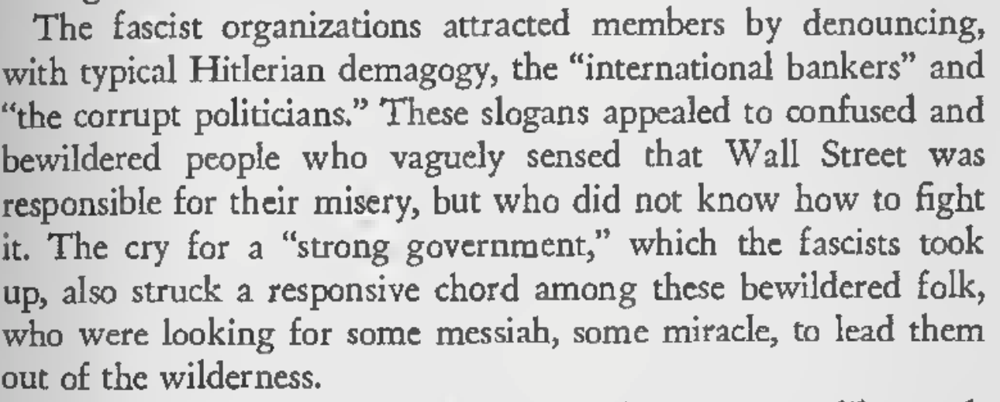 The fascist organizations attracted members by denouncing,
with typical Hitlerian demagogy, the “international bankers” and
“the corrupt politicians.” These slogans appealed to confused and
bewildered people who vaguely sensed that Wall Street was
responsible for their misery, but who did not know how to fight
it. The cry for a “strong government,” which the fascists took
up, also struck a responsive chord among these bewildered folk,
who were looking for some messiah, some miracle, to lead them
out of the wilderness.